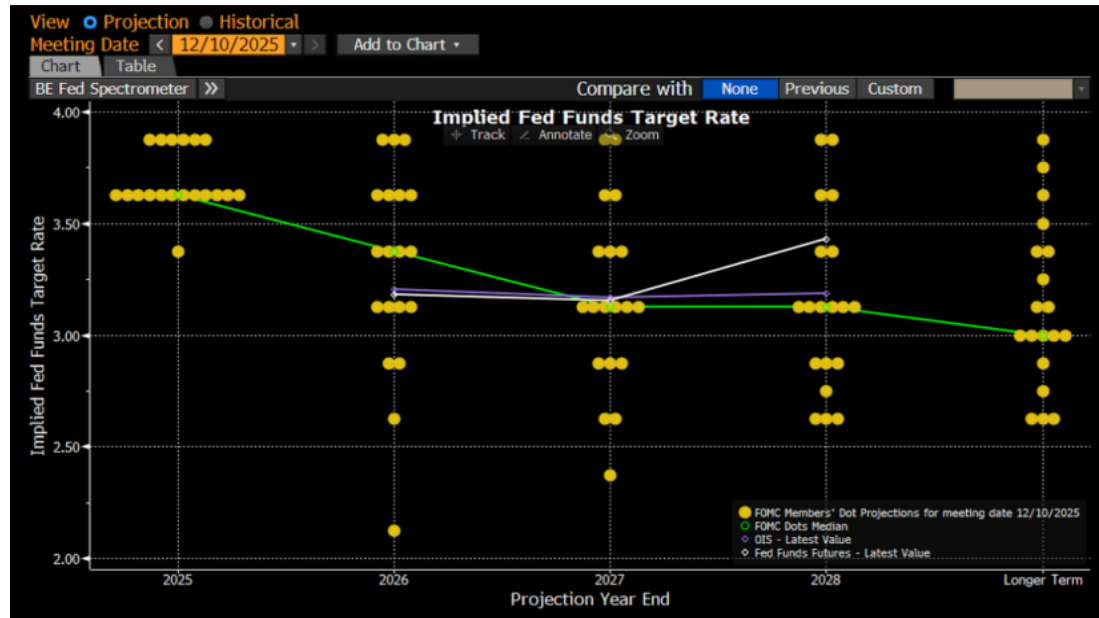 View Projection Historical
Meeting Date < 12/10/2025 > Add to Chart
Chart Table
BE Fed Spectrometer » Compare with None Previous Custom
Implied Fed Funds Target Rate
Track Annotate Zoom
4.00
3.50
3.00
2.50
2.00
Implied Fed Funds Target Rate
FOMC Members' Dot Projections for meeting date 12/10/2025
FOMC Dots Median
OIS - Latest Value
Fed Funds Futures - Latest Value
2025 2026 2027 2028 Longer Term
Projection Year End